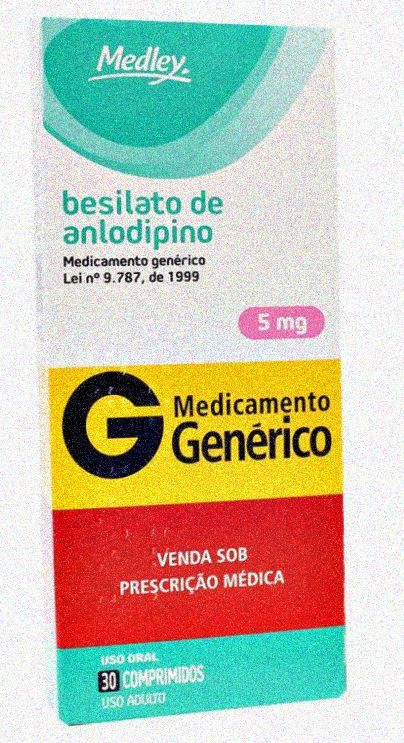 Medley.
besilato de
anlodipino
Medicamento genérico
Lei nº 9.787, de 1999
5 mg
G Medicamento
Genérico
VENDA SOB
PRESCRIÇÃO MÉDICA
USO ORAL
30 COMPRIMIDOS
USO ADULTO